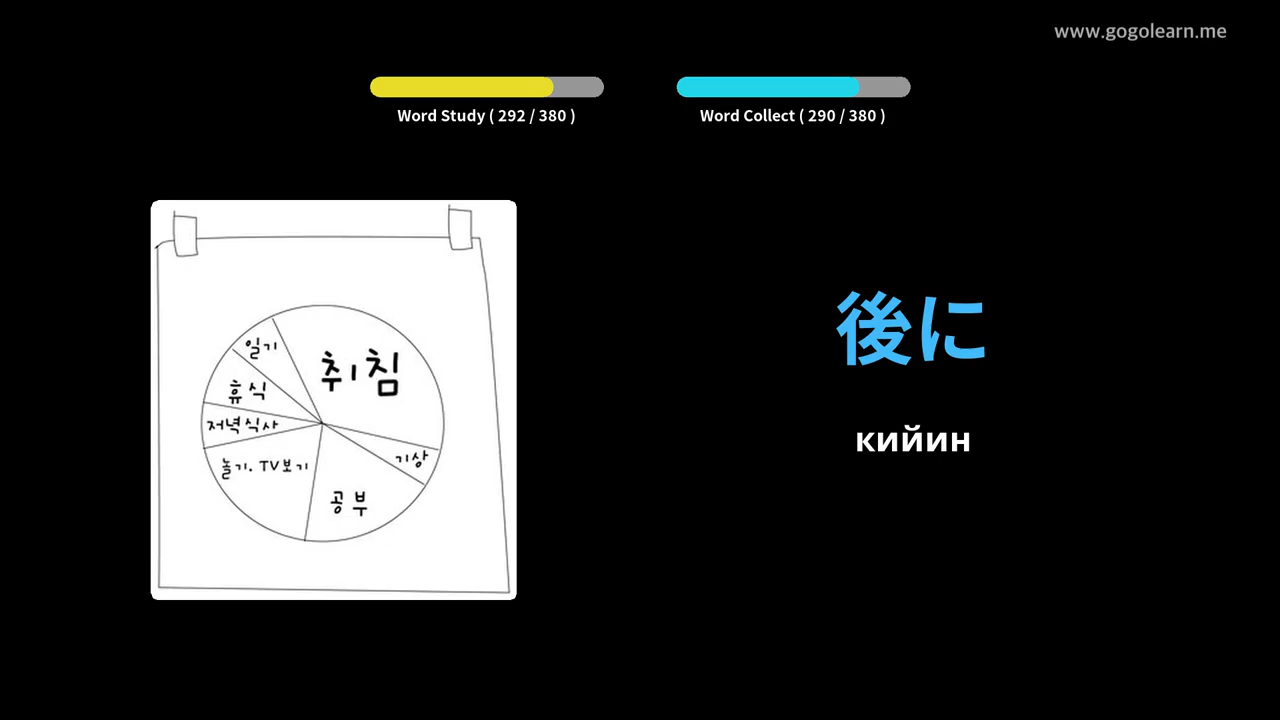 www.gogolearn.me
Word Study ( 292 / 380 )
Word Collect ( 290 / 380 )
일기
취침
휴식
저녁식사
기상
놀기. TV보기
공부
後に
кийин